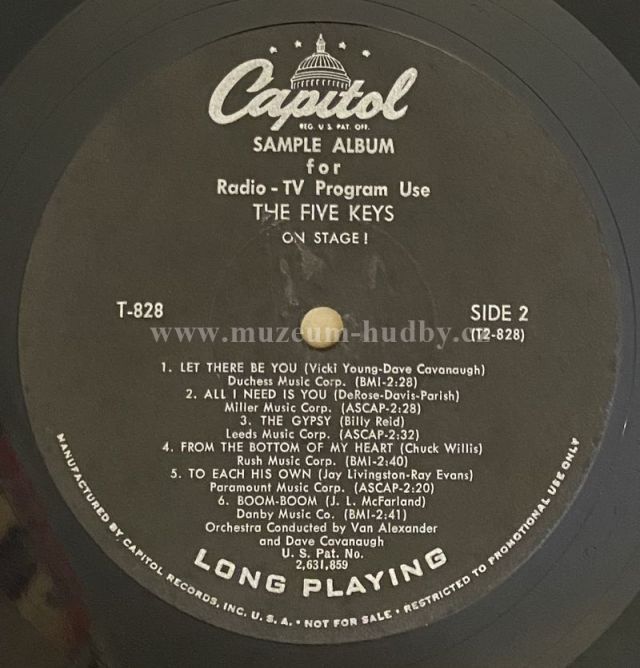 Capitol
REG. U.S. PAT. OFF.
SAMPLE ALBUM
for
Radio - TV Program Use
THE FIVE KEYS
ON STAGE!
T-828
SIDE 2
(T2-828)
www.muzeum-hudby.cz
1. LET THERE BE YOU (Vicki Young-Dave Cavanaugh)
Duchess Music Corp. (BMI-2:28)
2. ALL I NEED IS YOU (DeRose-Davis-Parish)
Miller Music Corp. (ASCAP-2:28)
3. THE GYPSY (Billy Reid)
Leeds Music Corp. (ASCAP-2:32)
4. FROM THE BOTTOM OF MY HEART (Chuck Willis)
Rush Music Corp. (BMI-2:40)
5. TO EACH HIS OWN (Jay Livingston-Ray Evans)
Paramount Music Corp. (ASCAP-2:20)
6. BOOM-BOOM (J. L. McFarland)
Danby Music Co. (BMI-2:41)
Orchestra Conducted by Van Alexander
and Dave Cavanaugh
U. S. Pat. No.
2,631,859
LONG PLAYING
MANUFACTURED BY CAPITOL RECORDS, INC. U. S. A. • NOT FOR SALE • RESTRICTED TO PROMOTIONAL USE ONLY